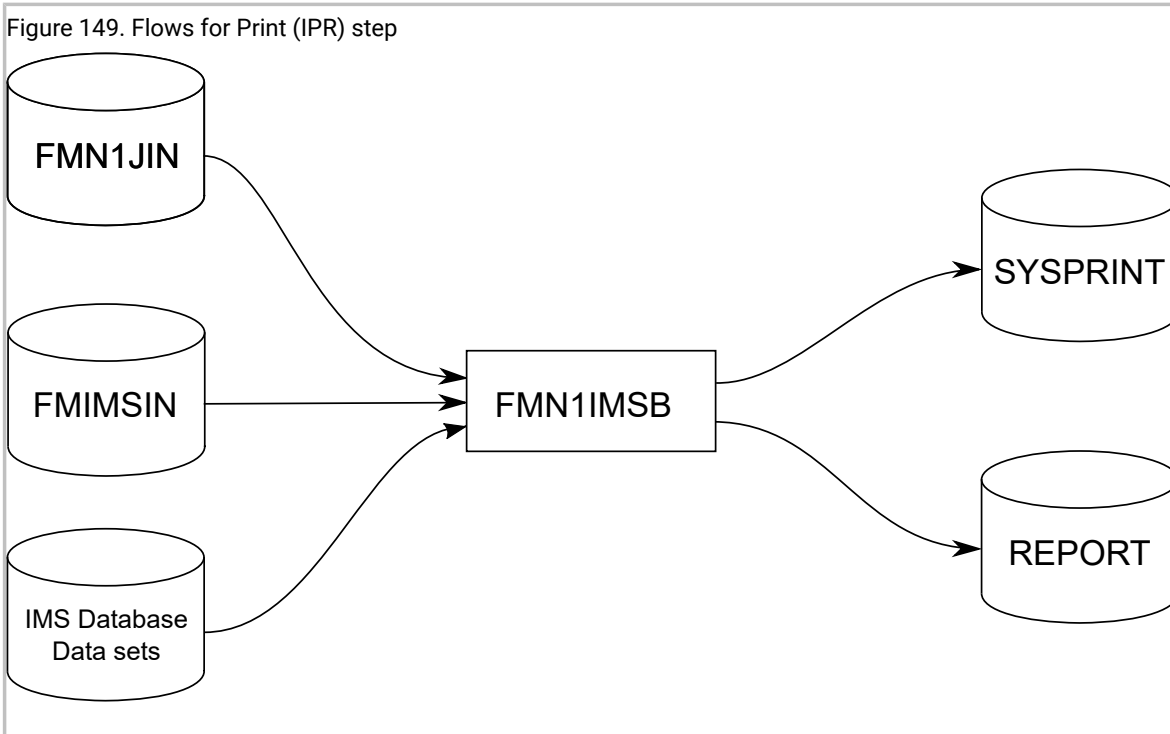 Figure 149. Flows for Print (IPR) step
FMN1JIN
FMIMSIN
IMS Database
Data sets
FMN1IMSB
SYSPRINT
REPORT